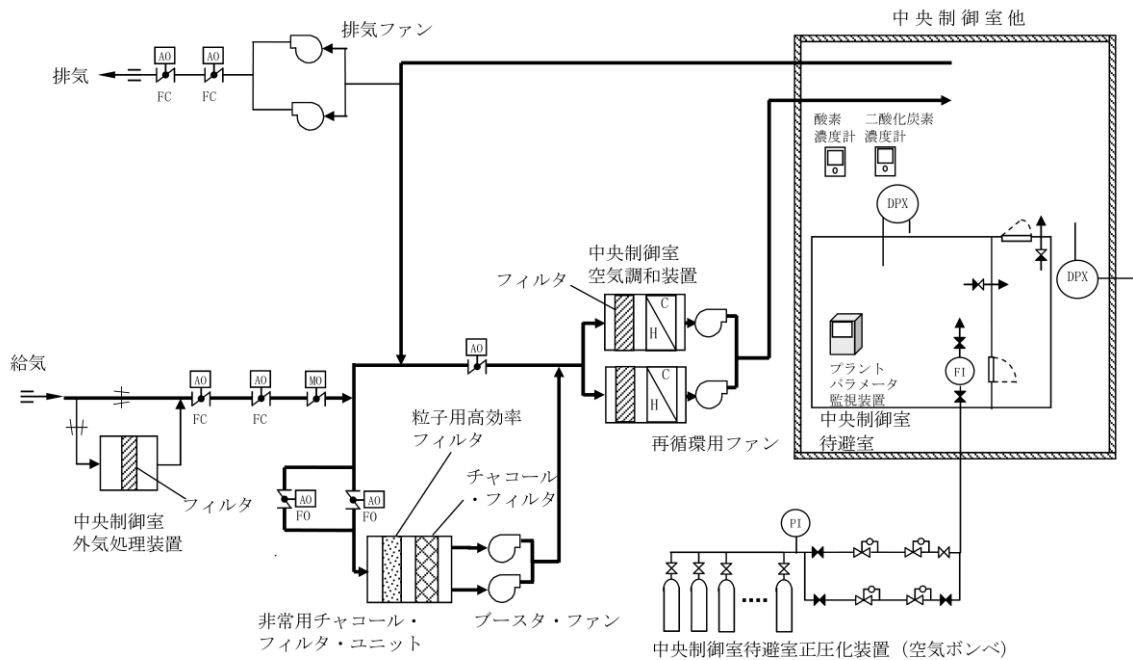 中央制御室他
排気ファン
排気
AO
AO
FC
FC
酸素
濃度計
二酸化炭素
濃度計
DPX
DPX
中央制御室
空気調和装置
フィルタ
C
H
C
H
再循環用ファン
プラント
パラメータ
監視装置
FI
中央制御室
待避室
給気
AO
AO
MO
FC
FC
AO
フィルタ
中央制御室
外気処理装置
粒子用高効率
フィルタ
チャコール
・フィルタ
AO
FO
AO
FO
非常用チャコール・
フィルタ・ユニット
ブースタ・ファン
PI
中央制御室待避室正圧化装置（空気ボンベ）